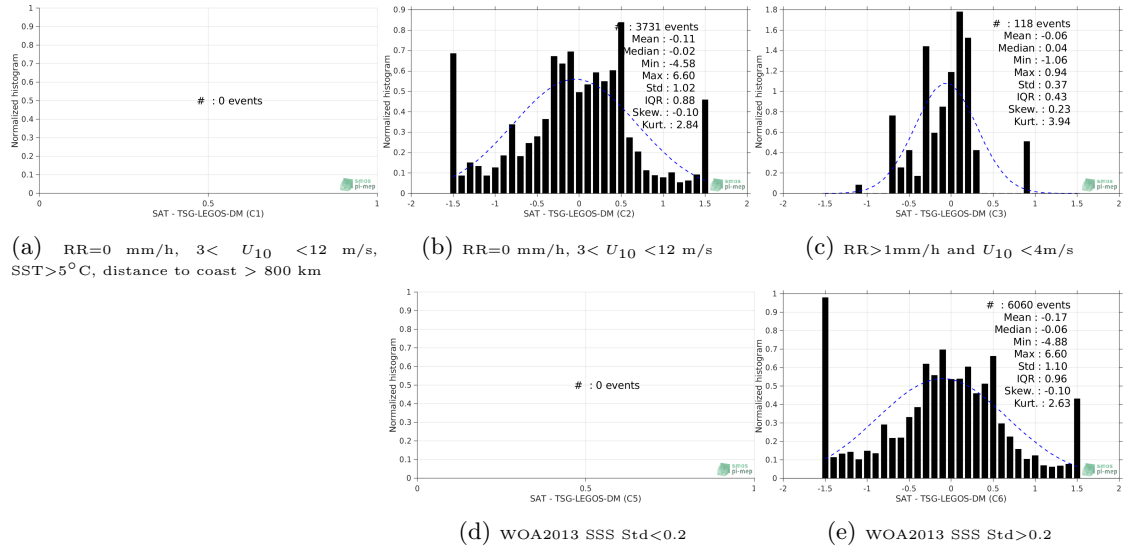 1
0.9
0.8
0.7
0.6
0.5
0.4
0.3
0.2
0.1
0
Normalized histogram
# : 0 events
0
0.5
1
SAT - TSG-LEGOS-DM (C1)
smos
pi-mep
(a) RR=0 mm/h, 3< U10 <12 m/s,
SST>5°C, distance to coast > 800 km
0.9
0.8
0.7
0.6
0.5
0.4
0.3
0.2
0.1
0
Normalized histogram
# : 3731 events
Mean : -0.11
Median : -0.02
Min : -4.58
Max : 6.60
Std : 1.02
IQR : 0.88
Skew. : -0.10
Kurt. : 2.84
-2
-1.5
-1
-0.5
0
0.5
1
1.5
2
SAT - TSG-LEGOS-DM (C2)
smos
pi-mep
(b) RR=0 mm/h, 3< U10 <12 m/s
1.8
1.6
1.4
1.2
1
0.8
0.6
0.4
0.2
0
Normalized histogram
# : 118 events
Mean : -0.06
Median : 0.04
Min : -1.06
Max : 0.94
Std : 0.37
IQR : 0.43
Skew. : 0.23
Kurt. : 3.94
-2
-1.5
-1
-0.5
0
0.5
1
1.5
2
SAT - TSG-LEGOS-DM (C3)
smos
pi-mep
(c) RR>1mm/h and U10 <4m/s
1
0.9
0.8
0.7
0.6
0.5
0.4
0.3
0.2
0.1
0
Normalized histogram
# : 0 events
0
0.5
1
SAT - TSG-LEGOS-DM (C5)
smos
pi-mep
(d) WOA2013 SSS Std<0.2
1
0.9
0.8
0.7
0.6
0.5
0.4
0.3
0.2
0.1
0
Normalized histogram
# : 6060 events
Mean : -0.17
Median : -0.06
Min : -4.88
Max : 6.60
Std : 1.10
IQR : 0.96
Skew. : -0.10
Kurt. : 2.63
-2
-1.5
-1
-0.5
0
0.5
1
1.5
2
SAT - TSG-LEGOS-DM (C6)
smos
pi-mep
(e) WOA2013 SSS Std>0.2